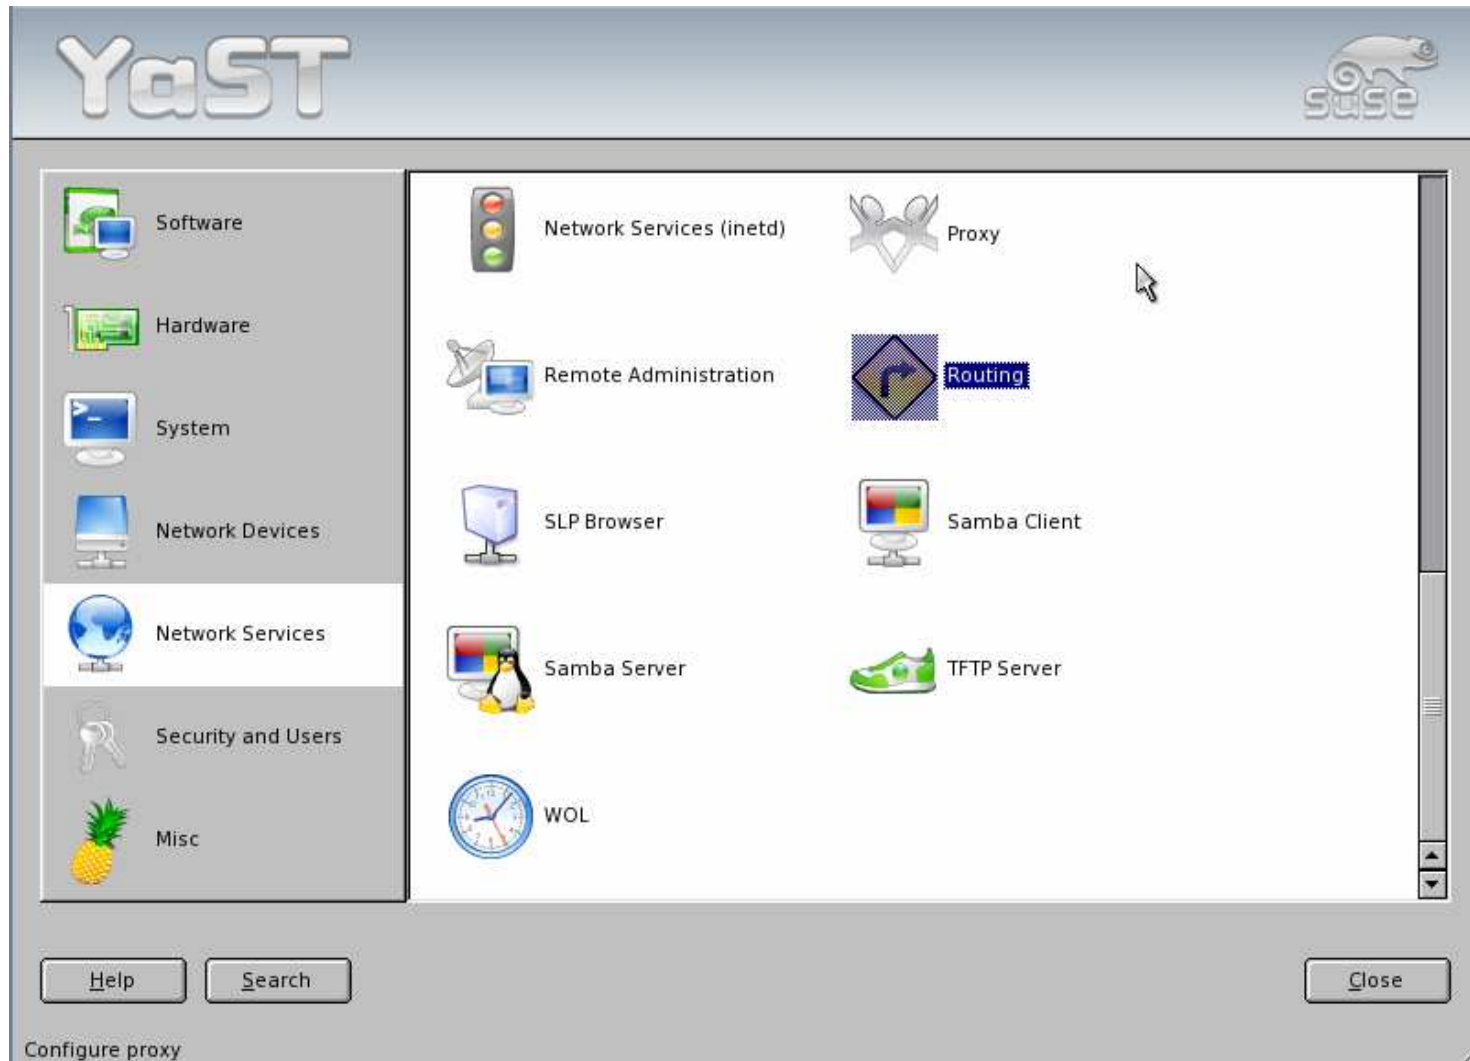 YaST
suse
Software
Hardware
System
Network Devices
Network Services
Security and Users
Misc
Network Services (inetd)
Proxy
Remote Administration
Routing
SLP Browser
Samba Client
Samba Server
TFTP Server
WOL
Help
Search
Close
Configure proxy